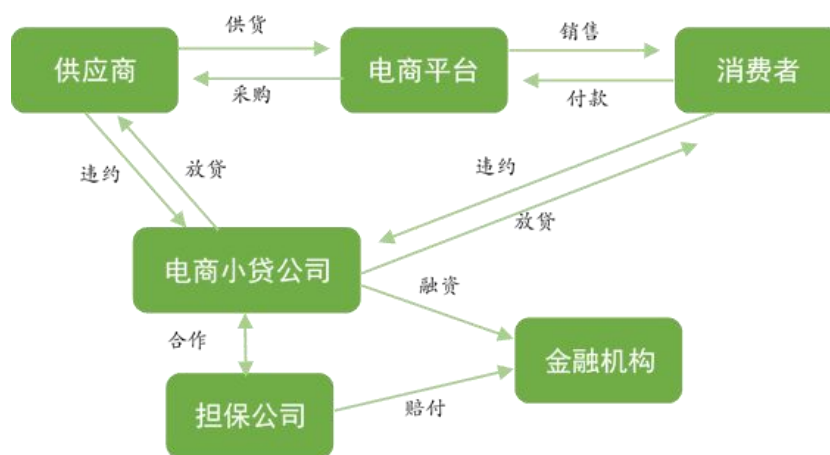 供货
销售
供应商
电商平台
消费者
采购
付款
违约
放贷
违约
放贷
电商小贷公司
融资
合作
金融机构
担保公司
赔付